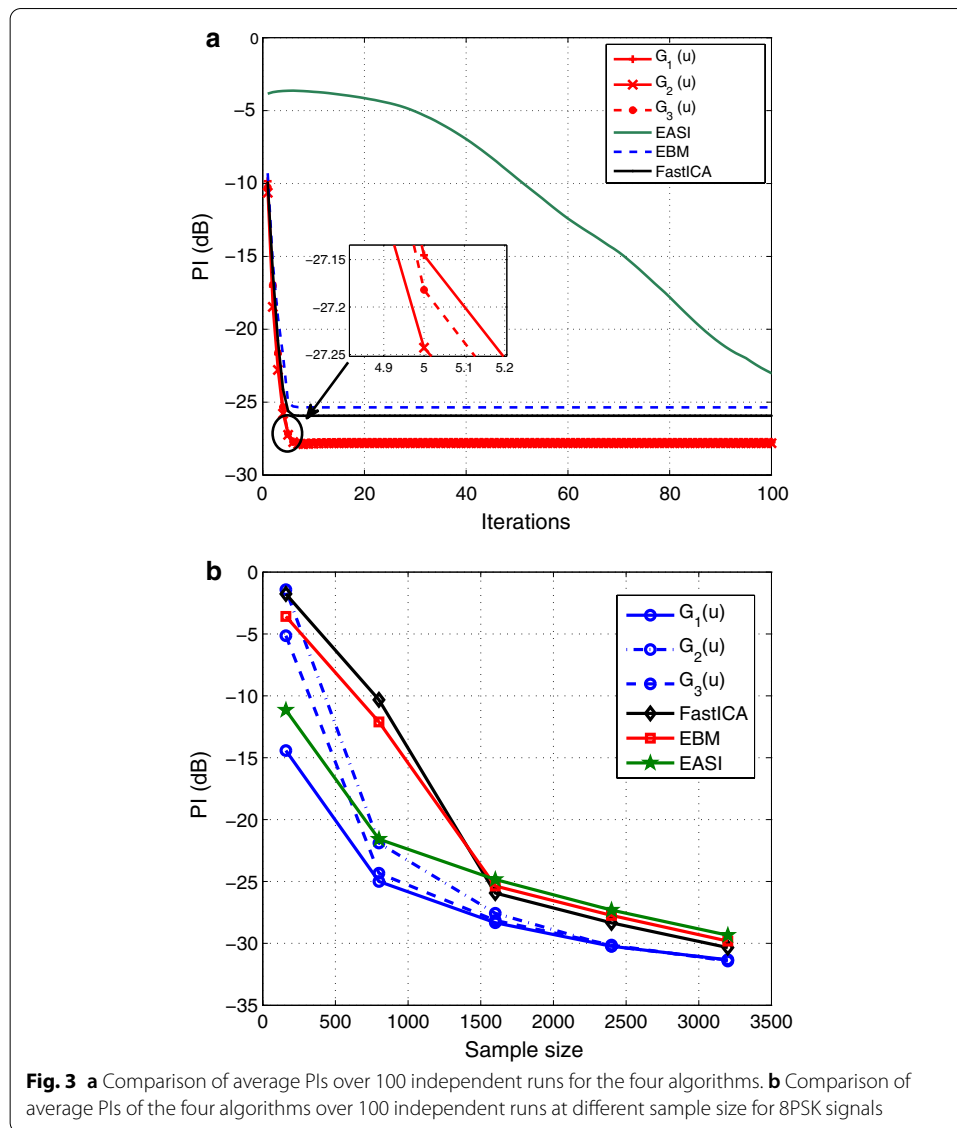 a
0
−5
−10
−15
−20
−25
−30
PI (dB)
G1 (u)
G2 (u)
G3 (u)
EASI
EBM
FastICA
−27.15
−27.2
−27.25
4.9 5 5.1 5.2
0 20 40 60 80 100
Iterations
b
0
−5
−10
−15
−20
−25
−30
−35
PI (dB)
G1(u)
G2(u)
G3(u)
FastICA
EBM
EASI
0 500 1000 1500 2000 2500 3000 3500
Sample size
Fig. 3 a Comparison of average PIs over 100 independent runs for the four algorithms. b Comparison of
average PIs of the four algorithms over 100 independent runs at different sample size for 8PSK signals